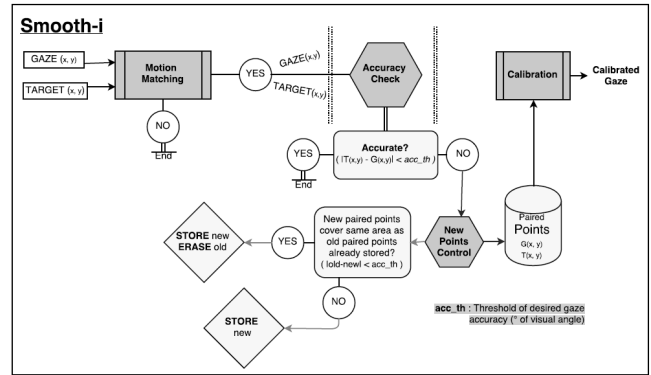 Smooth-i
GAZE (x, y)
TARGET (x, y)
Motion
Matching
YES
GAZE(x,y)
TARGET(x,y)
Accuracy
Check
Calibration
Calibrated
Gaze
NO
End
YES
End
Accurate?
( |T(x,y) - G(x,y)| < acc_th )
NO
STORE new
ERASE old
YES
New paired points
cover same area as
old paired points
already stored?
( |old-new| < acc_th )
New
Points
Control
Paired
Points
G(x, y)
T(x, y)
NO
STORE
new
acc_th : Threshold of desired gaze
accuracy (° of visual angle)